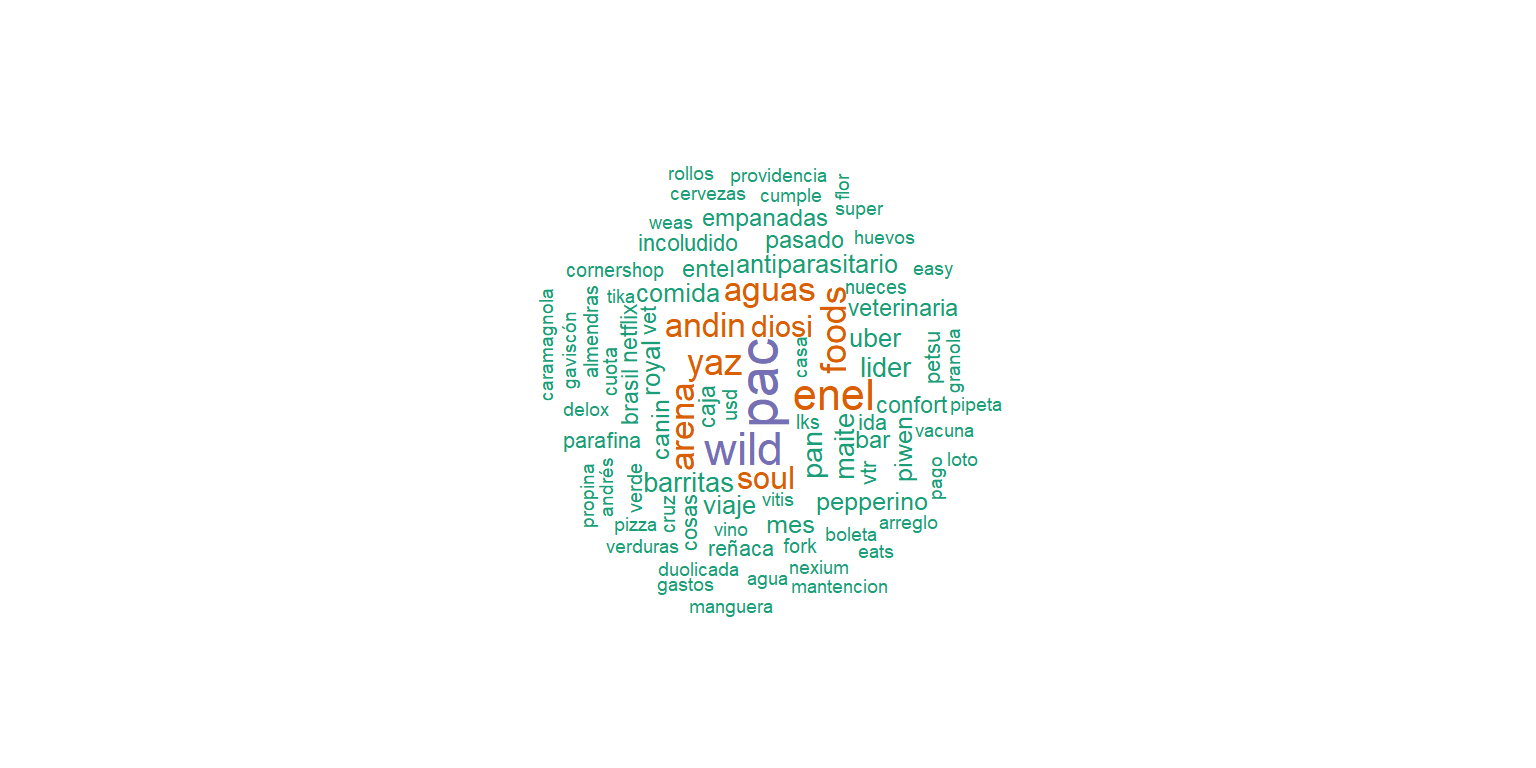 rollos providencia
flor
cervezas cumple
super
weas empanadas
incoludido pasado huevos
cornershop entel antiparasitario easy
tika comida aguas foods nueces
caramagnola gaviscón almendras netflix vet andin diosi veterinaria
cuota brasil royal yaz pac casa uber
lider petsu granola
delox canin arena caja usd enel confort pipeta
parafina wild lks pan maite ida bar piwen vacuna
barritas soul vtr pago loto
propina andrés verde cruz cosas viaje vitis pepperino
pizza vino mes boleta arreglo
verduras reñaca fork eats
duolicada nexium
gastos agua mantencion
manguera